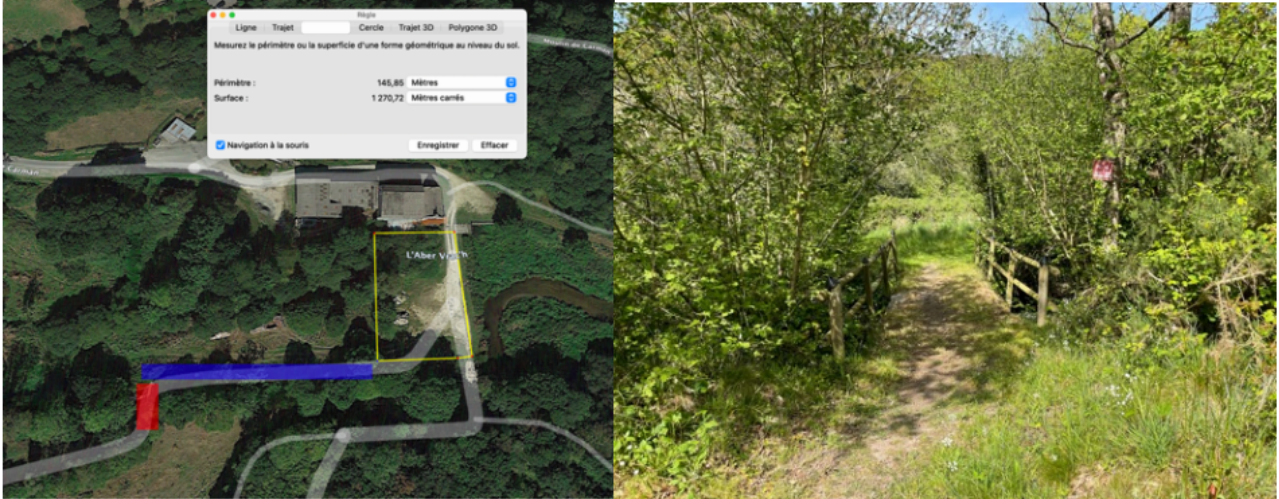 Règle
Ligne Trajet Cercle Trajet 3D Polygone 3D
Mesurez le périmètre ou la superficie d'une forme géométrique au niveau du sol.
Périmètre : 145,85 Mètres
Surface : 1 270,72 Mètres carrés
Navigation à la souris Enregistrer Effacer